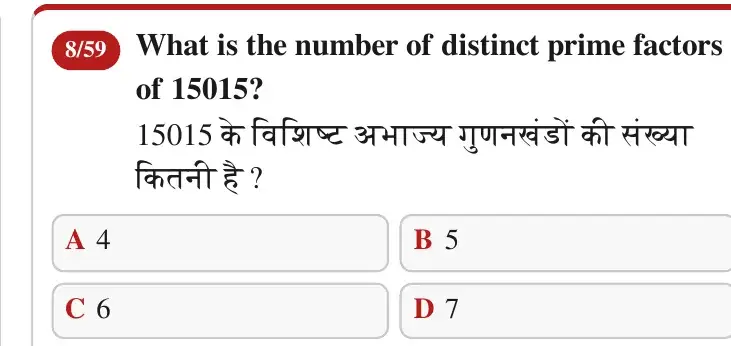 8/59 What is the number of distinct prime factors
of 15015?
15015 के विशिष्ट अभाज्य गुणनखंडों की संख्या
कितनी है ?
A 4 B 5
C 6 D 7